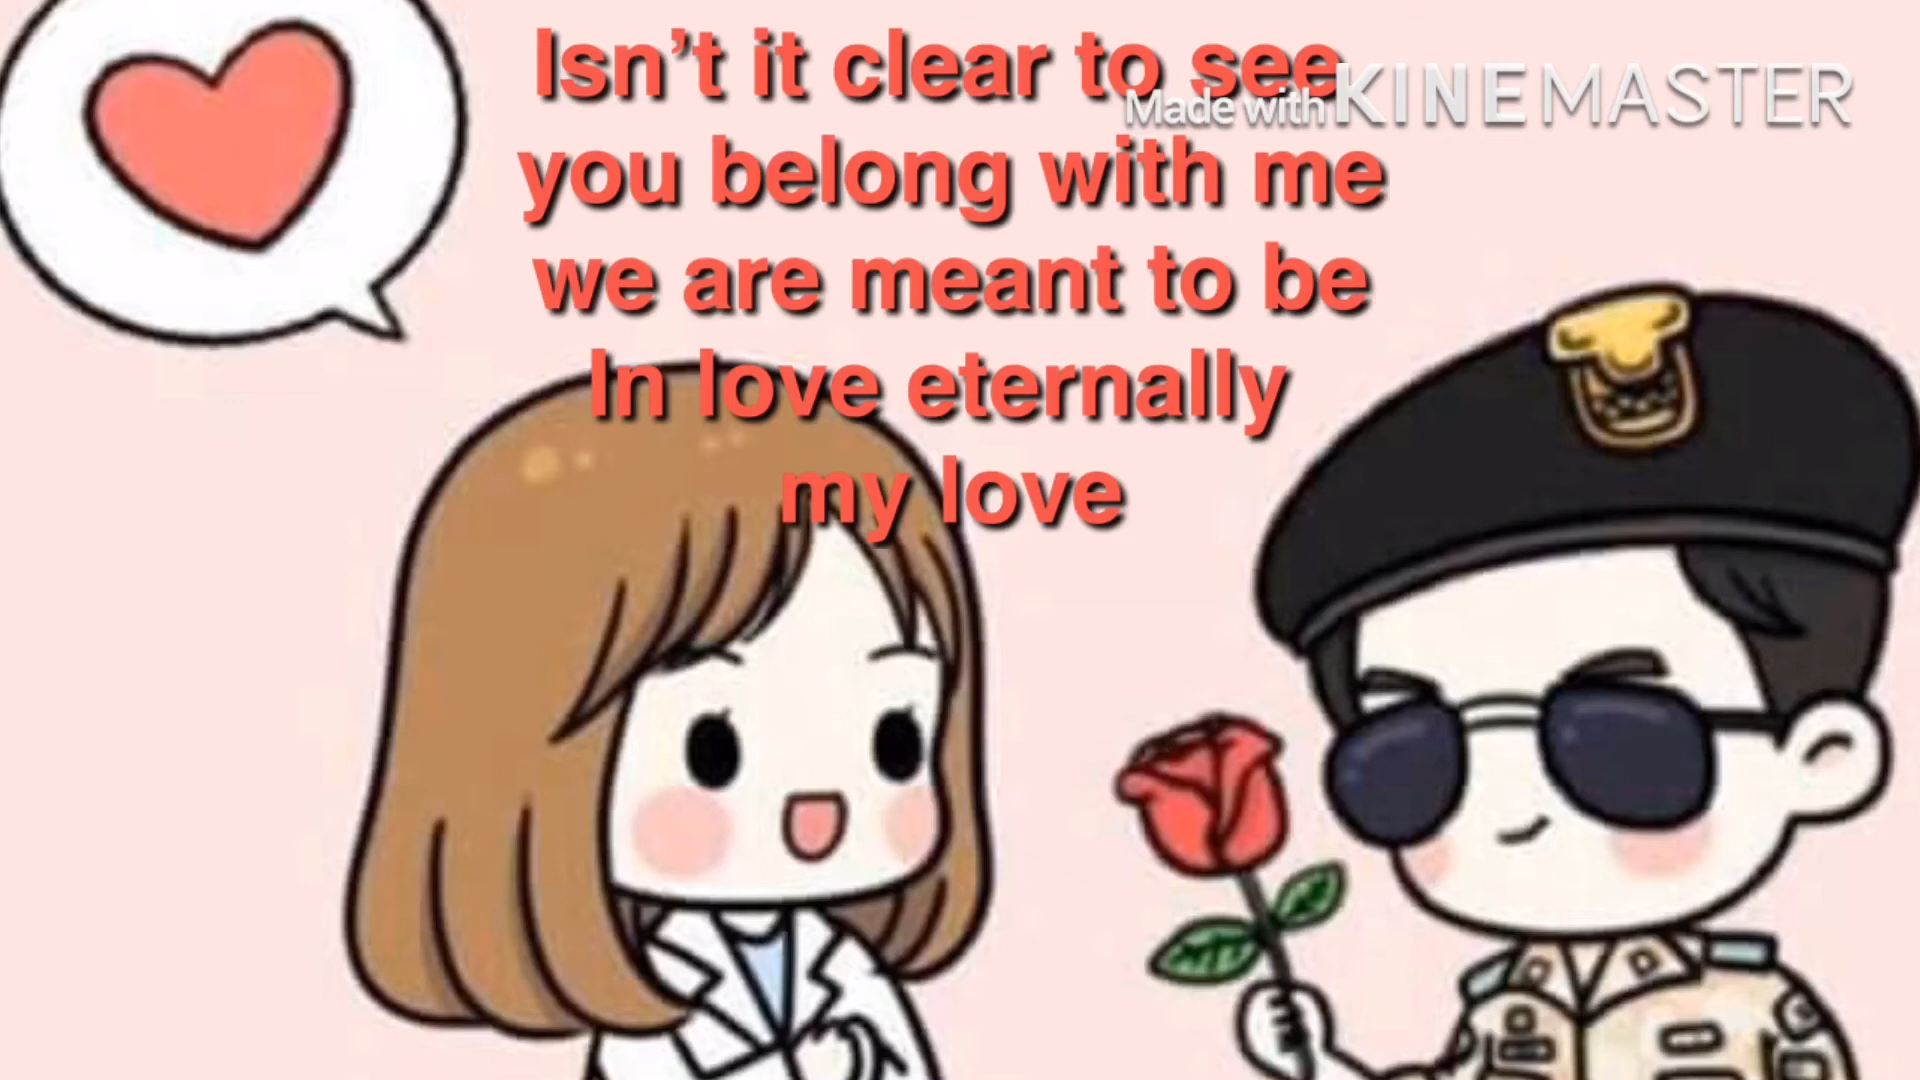 Isn’t it clear to see
Made with KINEMASTER
you belong with me
we are meant to be
In love eternally
my love